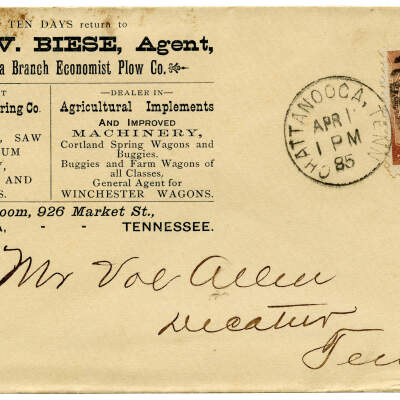 TEN DAYS return to
V. BIESE, Agent,
a Branch Economist Plow Co.
ring Co.
, SAW
UM
AND
S.
—DEALER IN—
Agricultural Implements
AND IMPROVED
MACHINERY,
Cortland Spring Wagons and
Buggies.
Buggies and Farm Wagons of
all Classes.
General Agent for
WINCHESTER WAGONS.
oom, 926 Market St.,
A, - - TENNESSEE.
CHATTANOOGA, TENN
APR 1
1 PM
85
Mr Vol Allen
Decatur
Ten